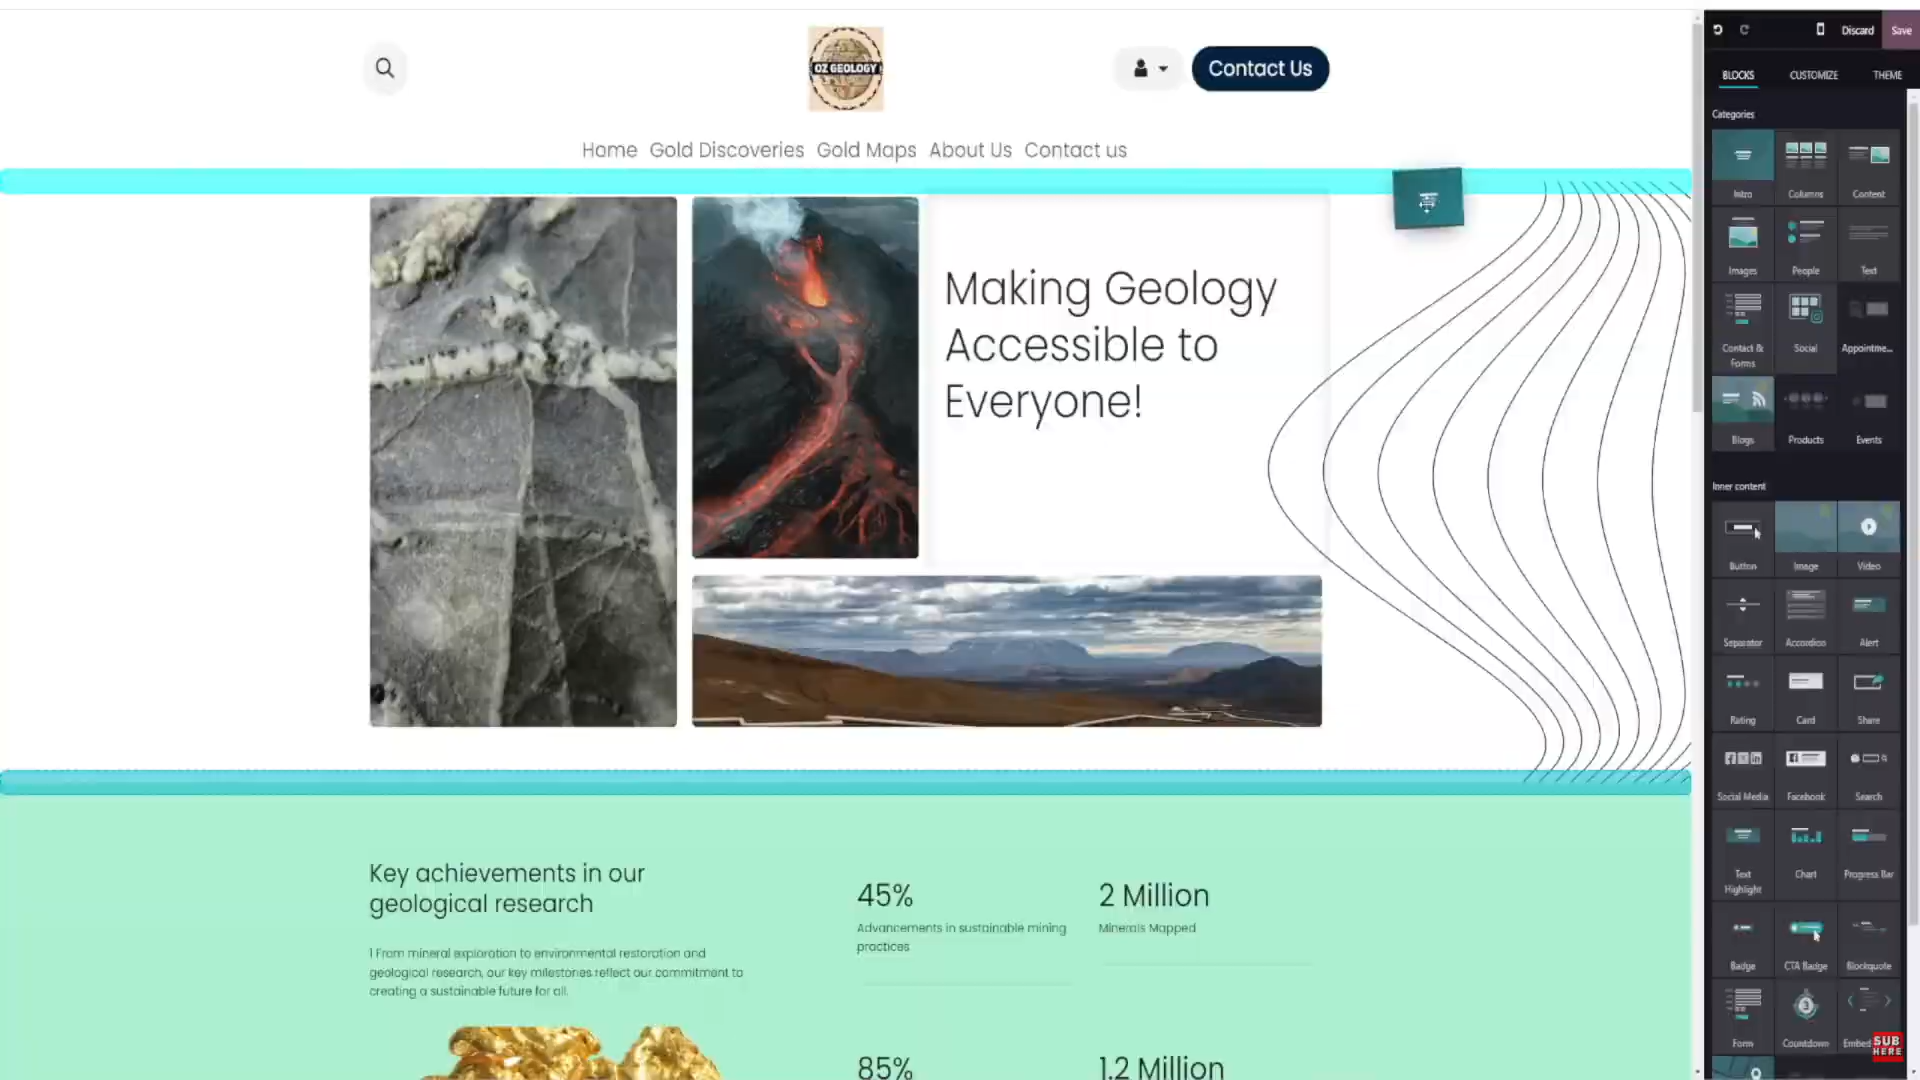 OZ GEOLOGY
Contact Us
Home Gold Discoveries Gold Maps About Us Contact us
Making Geology
Accessible to
Everyone!
Key achievements in our
geological research
1 From mineral exploration to environmental restoration and
geological research, our key milestones reflect our commitment to
creating a sustainable future for all.
45%
Advancements in sustainable mining
practices
2 Million
Minerals Mapped
85%
1.2 Million
Discard Save
BLOCKS CUSTOMIZE THEME
Categories
Intro Columns Content
Images People Text
Contact &
Forms
Social Appointme...
Blogs Products Events
Inner content
Button Image Video
Separator Accordion Alert
Rating Card Share
Social Media Facebook Search
Text
Highlight
Chart Progress Bar
Badge CTA Badge Blockquote
Form Countdown Embed
SUB
HERE